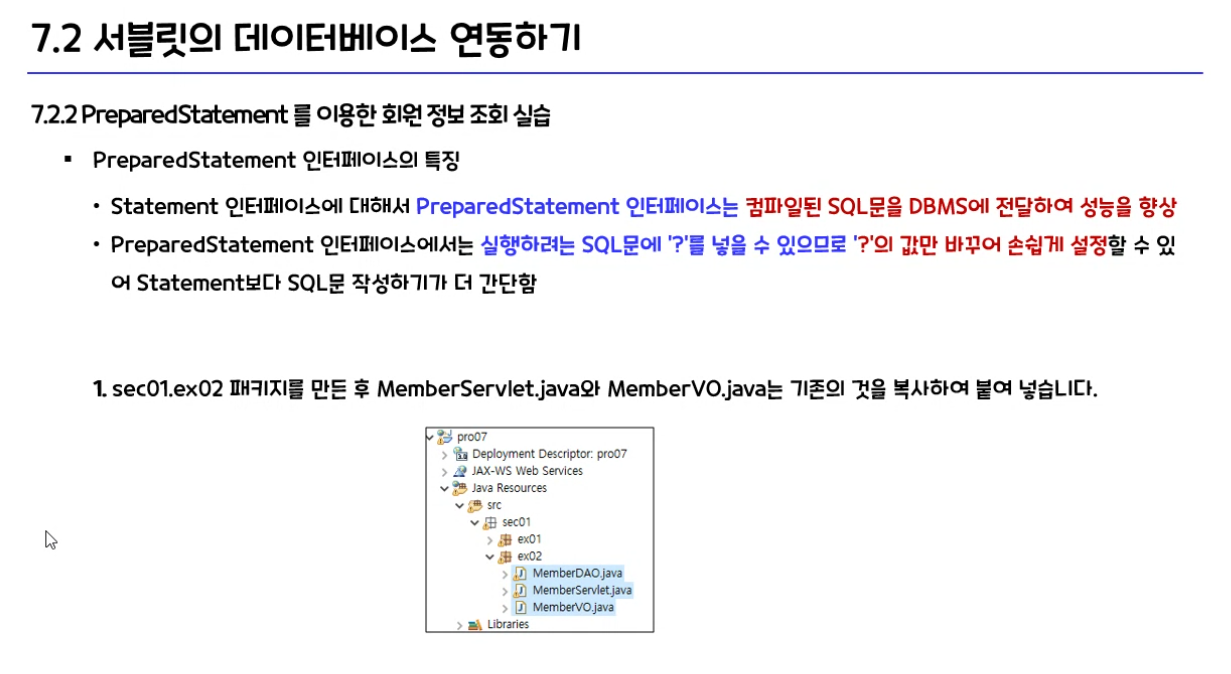 7.2 서블릿의 데이터베이스 연동하기
7.2.2 PreparedStatement 를 이용한 회원 정보 조회 실습
▪ PreparedStatement 인터페이스의 특징
• Statement 인터페이스에 대해서 PreparedStatement 인터페이스는 컴파일된 SQL문을 DBMS에 전달하여 성능을 향상
• PreparedStatement 인터페이스에서는 실행하려는 SQL문에 '?'를 넣을 수 있으므로 '?'의 값만 바꾸어 손쉽게 설정할 수 있
어 Statement보다 SQL문 작성하기가 더 간단함
1. sec01.ex02 패키지를 만든 후 MemberServlet.java와 MemberVO.java는 기존의 것을 복사하여 붙여 넣습니다.
pro07
Deployment Descriptor: pro07
JAX-WS Web Services
Java Resources
src
sec01
ex01
ex02
MemberDAO.java
MemberServlet.java
MemberVO.java
Libraries